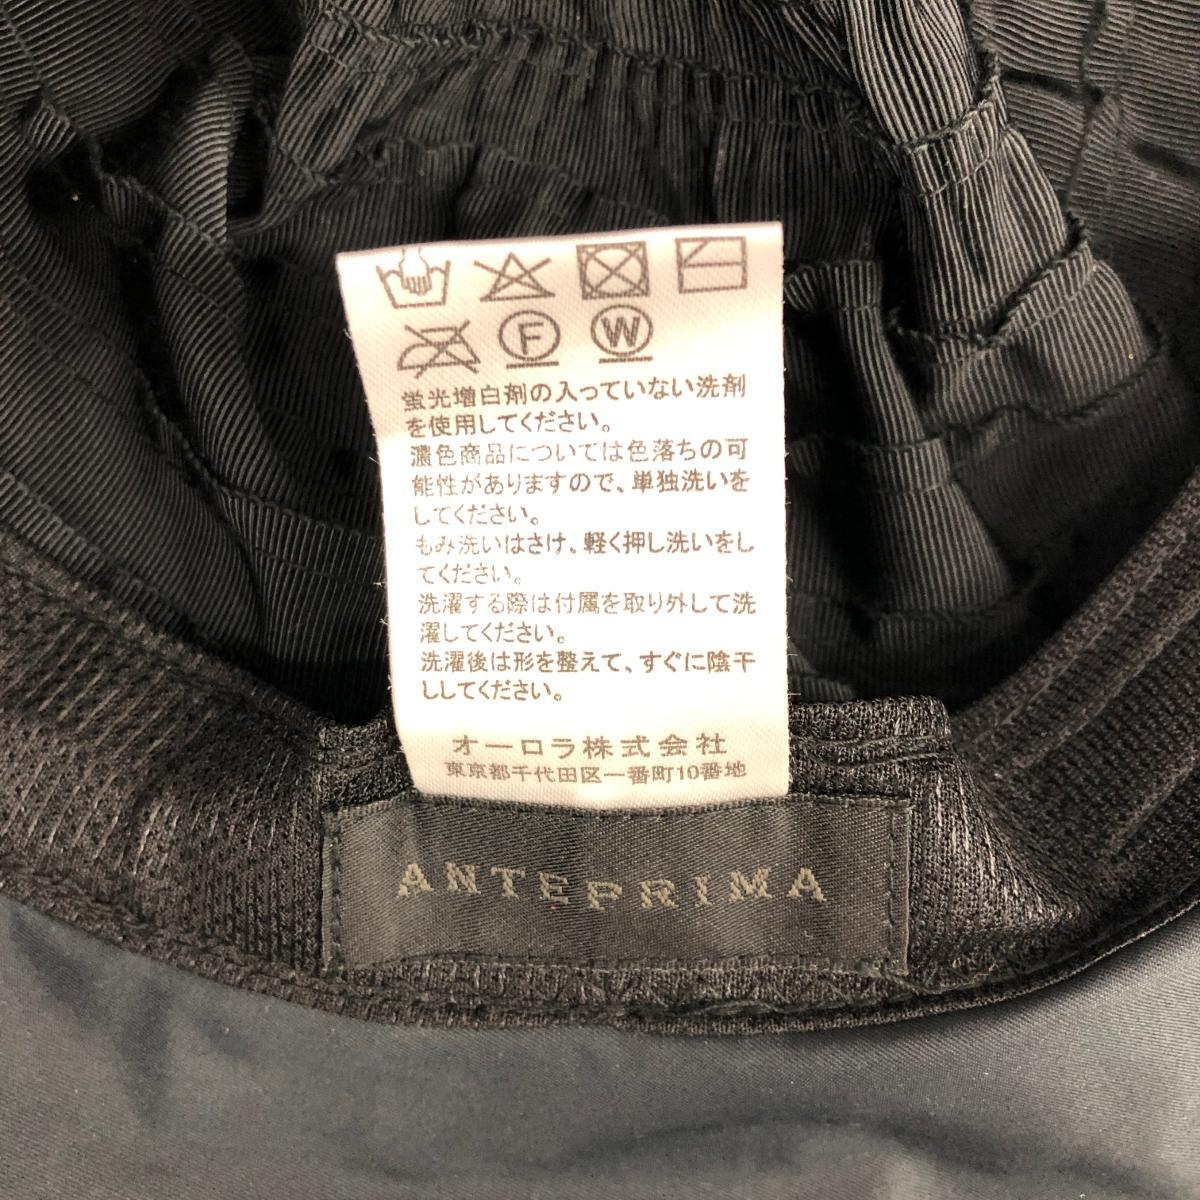 F W
蛍光増白剤の入っていない洗剤
を使用してください。
濃色商品については色落ちの可
能性がありますので、単独洗いを
してください。
もみ洗いはさけ、軽く押し洗いをし
てください。
洗濯する際は付属を取り外して洗
濯してください。
洗濯後は形を整えて、すぐに陰干
ししてください。
オーロラ株式会社
東京都千代田区一番町10番地
ANTEPRIMA